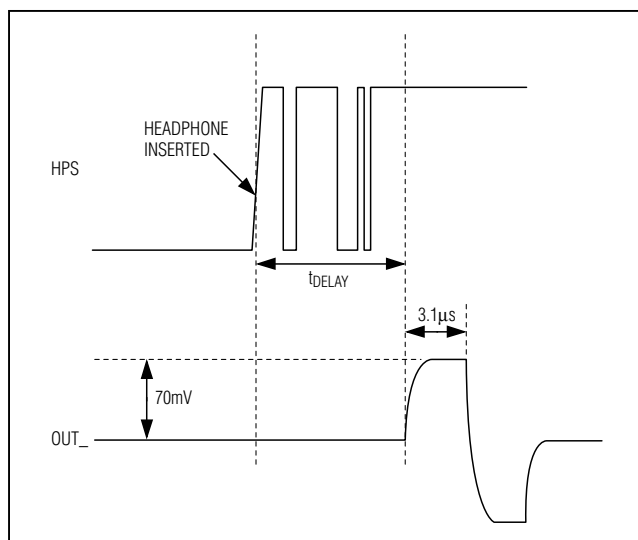 HEADPHONE
INSERTED
HPS
tDELAY
3.1μs
70mV
OUT_